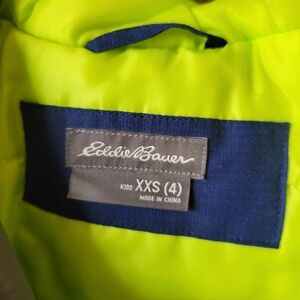 Eddie Bauer
KIDS XXS (4)
MADE IN CHINA